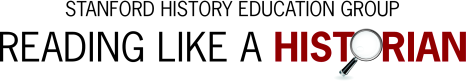 STANFORD HISTORY EDUCATION GROUP
READING LIKE A HISTORIAN